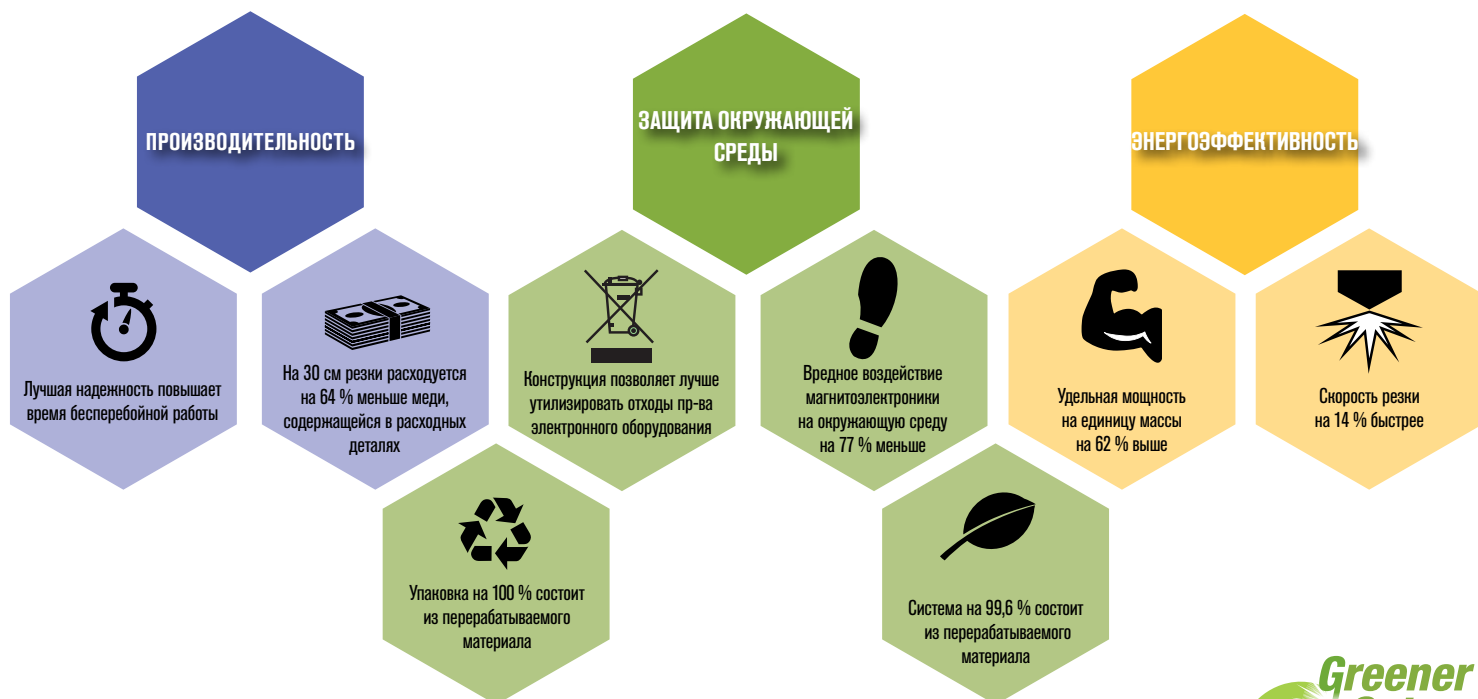 ПРОИЗВОДИТЕЛЬНОСТЬ
ЗАЩИТА ОКРУЖАЮЩЕЙ
СРЕДЫ
ЭНЕРГОЭФФЕКТИВНОСТЬ
Лучшая надежность повышает
время бесперебойной работы
На 30 см резки расходуется
на 64 % меньше меди,
содержащейся в расходных
деталях
Конструкция позволяет лучше
утилизировать отходы пр-ва
электронного оборудования
Вредное воздействие
магнитоэлектроники
на окружающую среду
на 77 % меньше
Удельная мощность
на единицу массы
на 62 % выше
Скорость резки
на 14 % быстрее
Упаковка на 100 % состоит
из перерабатываемого
материала
Система на 99,6 % состоит
из перерабатываемого
материала
Greener